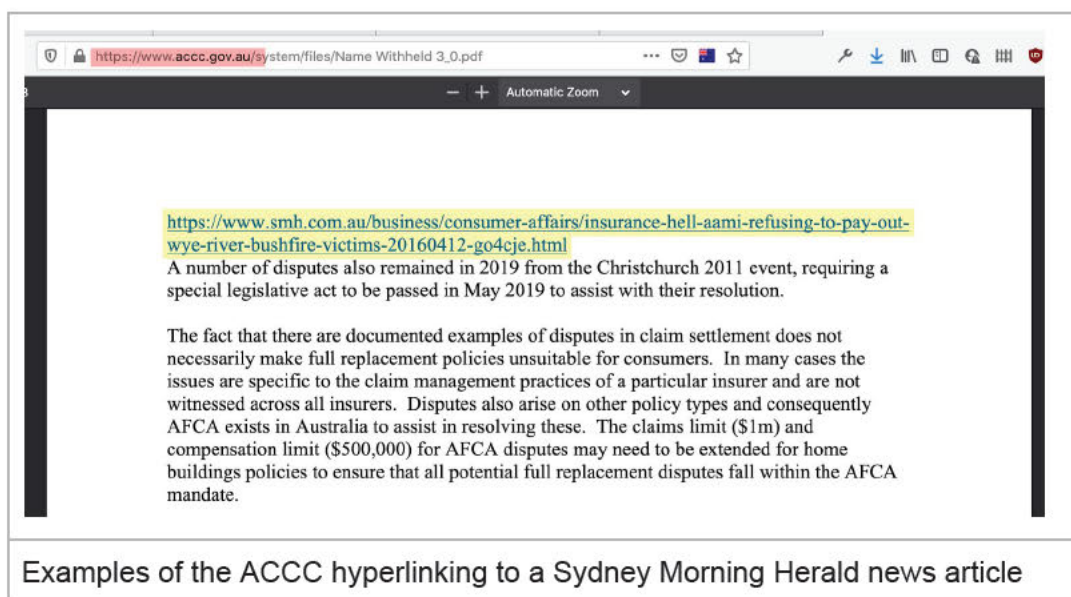 https://www.accc.gov.au/system/files/Name Withheld 3_0.pdf
3
Automatic Zoom
https://www.smh.com.au/business/consumer-affairs/insurance-hell-aami-refusing-to-pay-out-
wye-river-bushfire-victims-20160412-go4cje.html
A number of disputes also remained in 2019 from the Christchurch 2011 event, requiring a
special legislative act to be passed in May 2019 to assist with their resolution.
The fact that there are documented examples of disputes in claim settlement does not
necessarily make full replacement policies unsuitable for consumers. In many cases the
issues are specific to the claim management practices of a particular insurer and are not
witnessed across all insurers. Disputes also arise on other policy types and consequently
AFCA exists in Australia to assist in resolving these. The claims limit ($1m) and
compensation limit ($500,000) for AFCA disputes may need to be extended for home
buildings policies to ensure that all potential full replacement disputes fall within the AFCA
mandate.
Examples of the ACCC hyperlinking to a Sydney Morning Herald news article